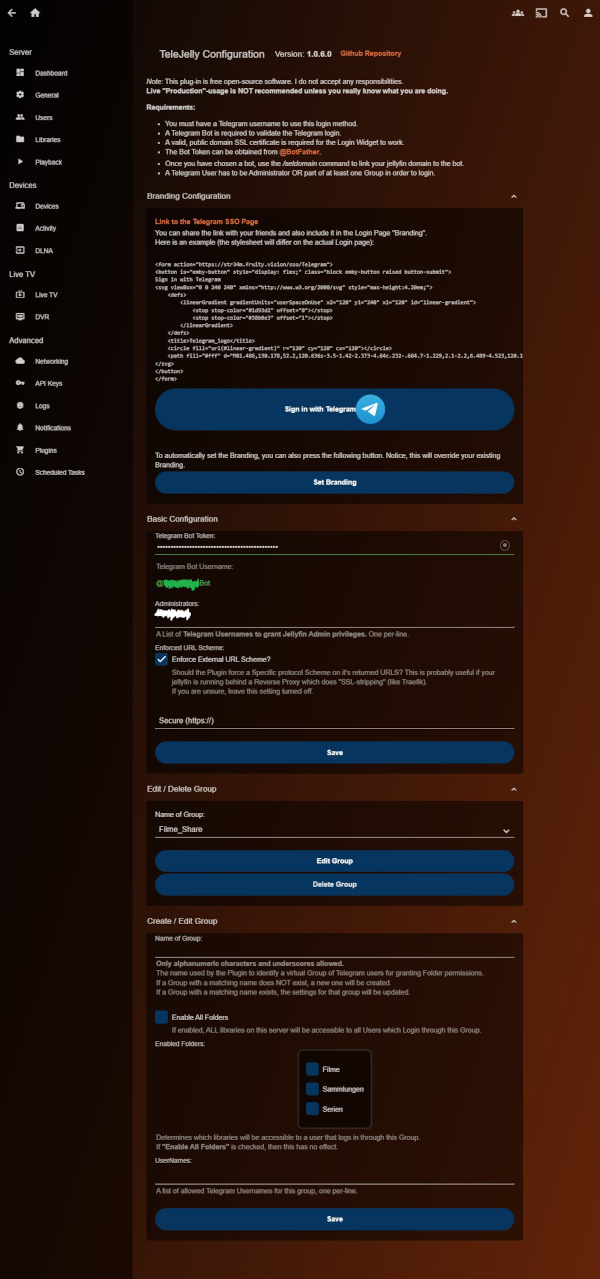 TeleJelly Configuration Version: 1.0.6.0 Github Repository
Server
Dashboard
General
Users
Libraries
Playback
Devices
Devices
Activity
DLNA
Live TV
Live TV
DVR
Advanced
Networking
API Keys
Logs
Notifications
Plugins
Scheduled Tasks
Note: This plug-in is free open-source software. I do not accept any responsibilities.
Live "Production"-usage is NOT recommended unless you really know what you are doing.
Requirements:
You must have a Telegram username to use this login method.
A Telegram Bot is required to validate the Telegram login.
A valid, public domain SSL certificate is required for the Login Widget to work.
The Bot Token can be obtained from @BotFather.
Once you have chosen a bot, use the /setdomain command to link your jellyfin domain to the bot.
A Telegram User has to be Administrator OR part of at least one Group in order to login.
Branding Configuration
Link to the Telegram SSO Page
You can share the link with your friends and also include it in the Login Page "Branding".
Here is an example (the stylesheet will differ on the actual Login page):
<form action="https://str34m.fruity.vision/sso/Telegram">
<button is="emby-button" style="display: flex;" class="block emby-button raised button-submit">
Sign in with Telegram
<svg viewBox="0 0 240 240" xmlns="http://www.w3.org/2000/svg" style="max-height:4.20em;">
<defs>
<linearGradient gradientUnits="userSpaceOnUse" x2="120" y1="240" x1="120" id="linear-gradient">
<stop stop-color="#1d93d2" offset="0"></stop>
<stop stop-color="#38b0e3" offset="1"></stop>
</linearGradient>
</defs>
<title>Telegram_logo</title>
<circle fill="url(#linear-gradient)" r="120" cy="120" cx="120"></circle>
<path fill="#fff" d="M81.486,130.178,52.2,120.636s-3.5-1.42-2.373-4.64c.232-.664.7-1.229,2.1-2.2,6.489-4.523,120.1
</svg>
</button>
</form>
Sign in with Telegram
To automatically set the Branding, you can also press the following button. Notice, this will override your existing
Branding.
Set Branding
Basic Configuration
Telegram Bot Token:
Telegram Bot Username:
Bot
Administrators:
A List of Telegram Usernames to grant Jellyfin Admin privileges. One per-line.
Enforced URL Scheme:
Enforce External URL Scheme?
Should the Plugin force a Specific protocol Scheme on it's returned URLS? This is probably useful if your
jellyfin is running behind a Reverse Proxy which does "SSL-stripping" (like Traefik).
If you are unsure, leave this setting turned off.
Secure (https://)
Save
Edit / Delete Group
Name of Group:
Filme_Share
Edit Group
Delete Group
Create / Edit Group
Name of Group:
Only alphanumeric characters and underscores allowed.
The name used by the Plugin to identify a virtual Group of Telegram users for granting Folder permissions.
If a Group with a matching name does NOT exist, a new one will be created.
If a Group with a matching name exists, the settings for that group will be updated.
Enable All Folders
If enabled, ALL libraries on this server will be accessible to all Users which Login through this Group.
Enabled Folders:
Filme
Sammlungen
Serien
Determines which libraries will be accessible to a user that logs in through this Group.
If "Enable All Folders" is checked, then this has no effect.
UserNames:
A list of allowed Telegram Usernames for this group, one per-line.
Save